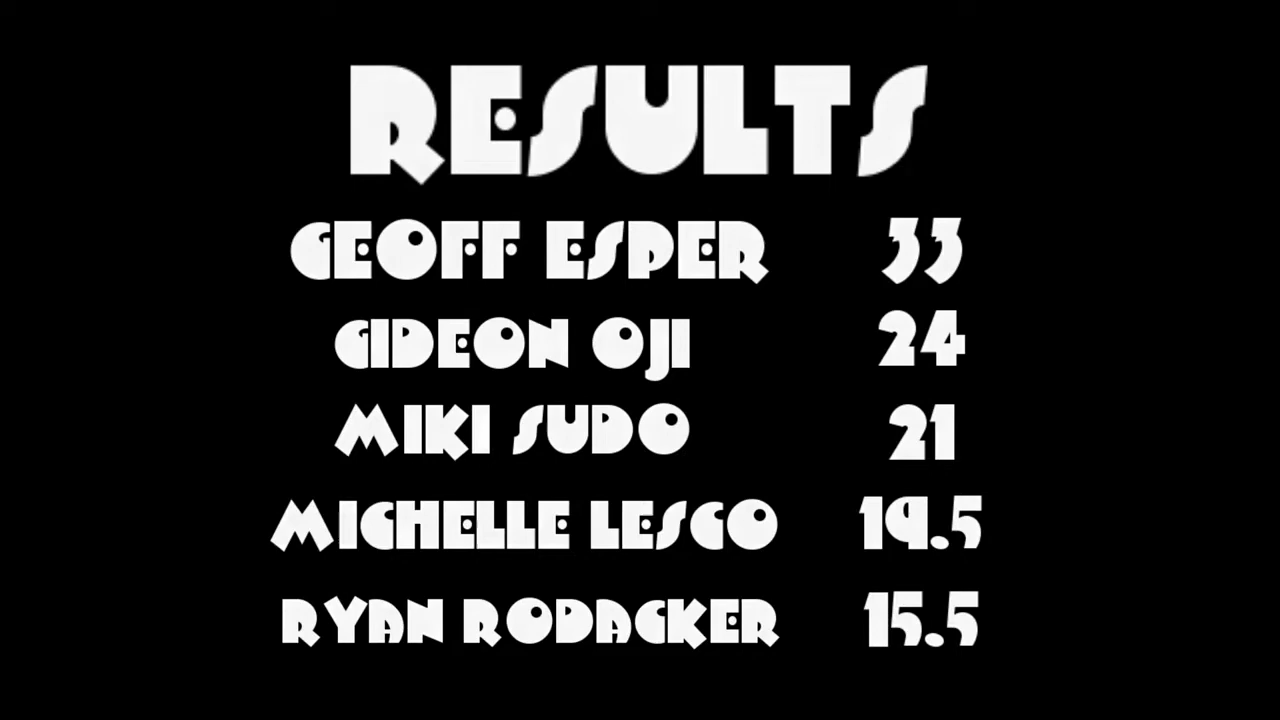 RESULTS
GEOFF ESPER 33
GIDEON OJI 24
MIKI SUDO 21
MICHELLE LESCO 19.5
RYAN RODACKER 15.5